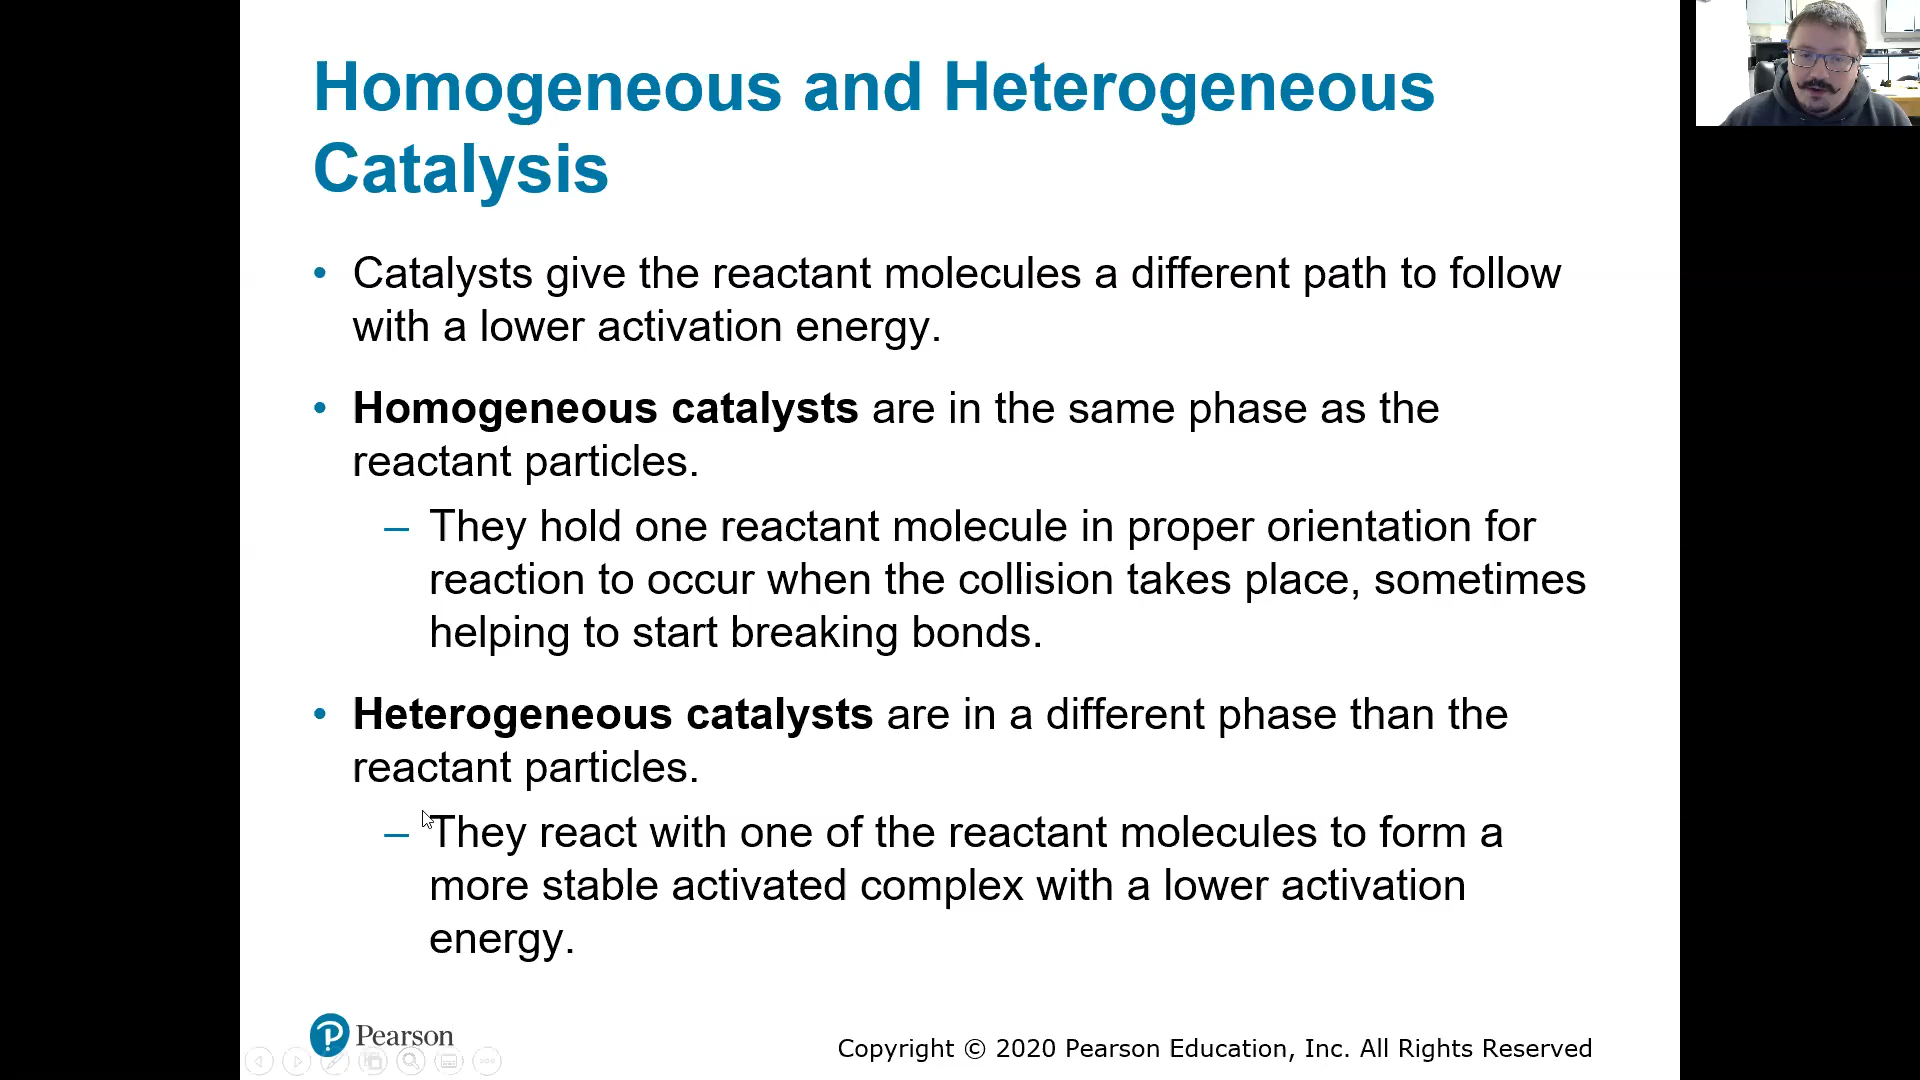 Homogeneous and Heterogeneous
Catalysis
• Catalysts give the reactant molecules a different path to follow
with a lower activation energy.
• Homogeneous catalysts are in the same phase as the
reactant particles.
– They hold one reactant molecule in proper orientation for
reaction to occur when the collision takes place, sometimes
helping to start breaking bonds.
• Heterogeneous catalysts are in a different phase than the
reactant particles.
– They react with one of the reactant molecules to form a
more stable activated complex with a lower activation
energy.
Pearson
Copyright © 2020 Pearson Education, Inc. All Rights Reserved